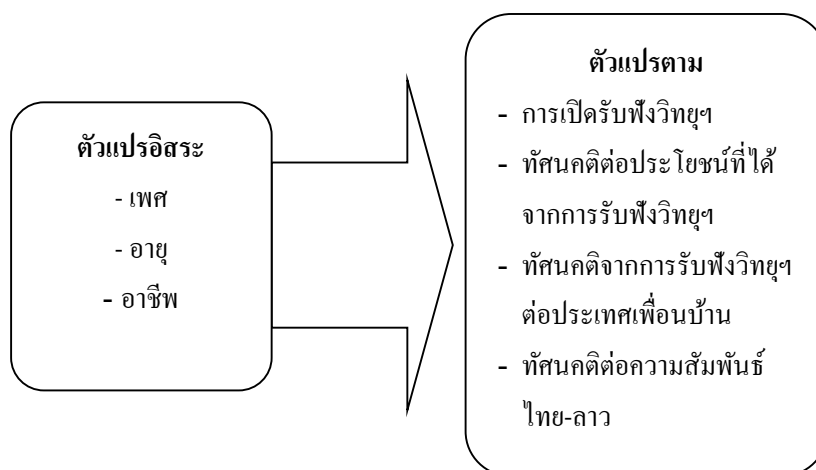 ตัวแปรอิสระ
- เพศ
- อายุ
- อาชีพ
ตัวแปรตาม
- การเปิดรับฟังวิทยุฯ
- ทัศนคติต่อประโยชน์ที่ได้
จากการรับฟังวิทยุฯ
- ทัศนคติจากการรับฟังวิทยุฯ
ต่อประเทศเพื่อนบ้าน
- ทัศนคติต่อความสัมพันธ์
ไทย-ลาว